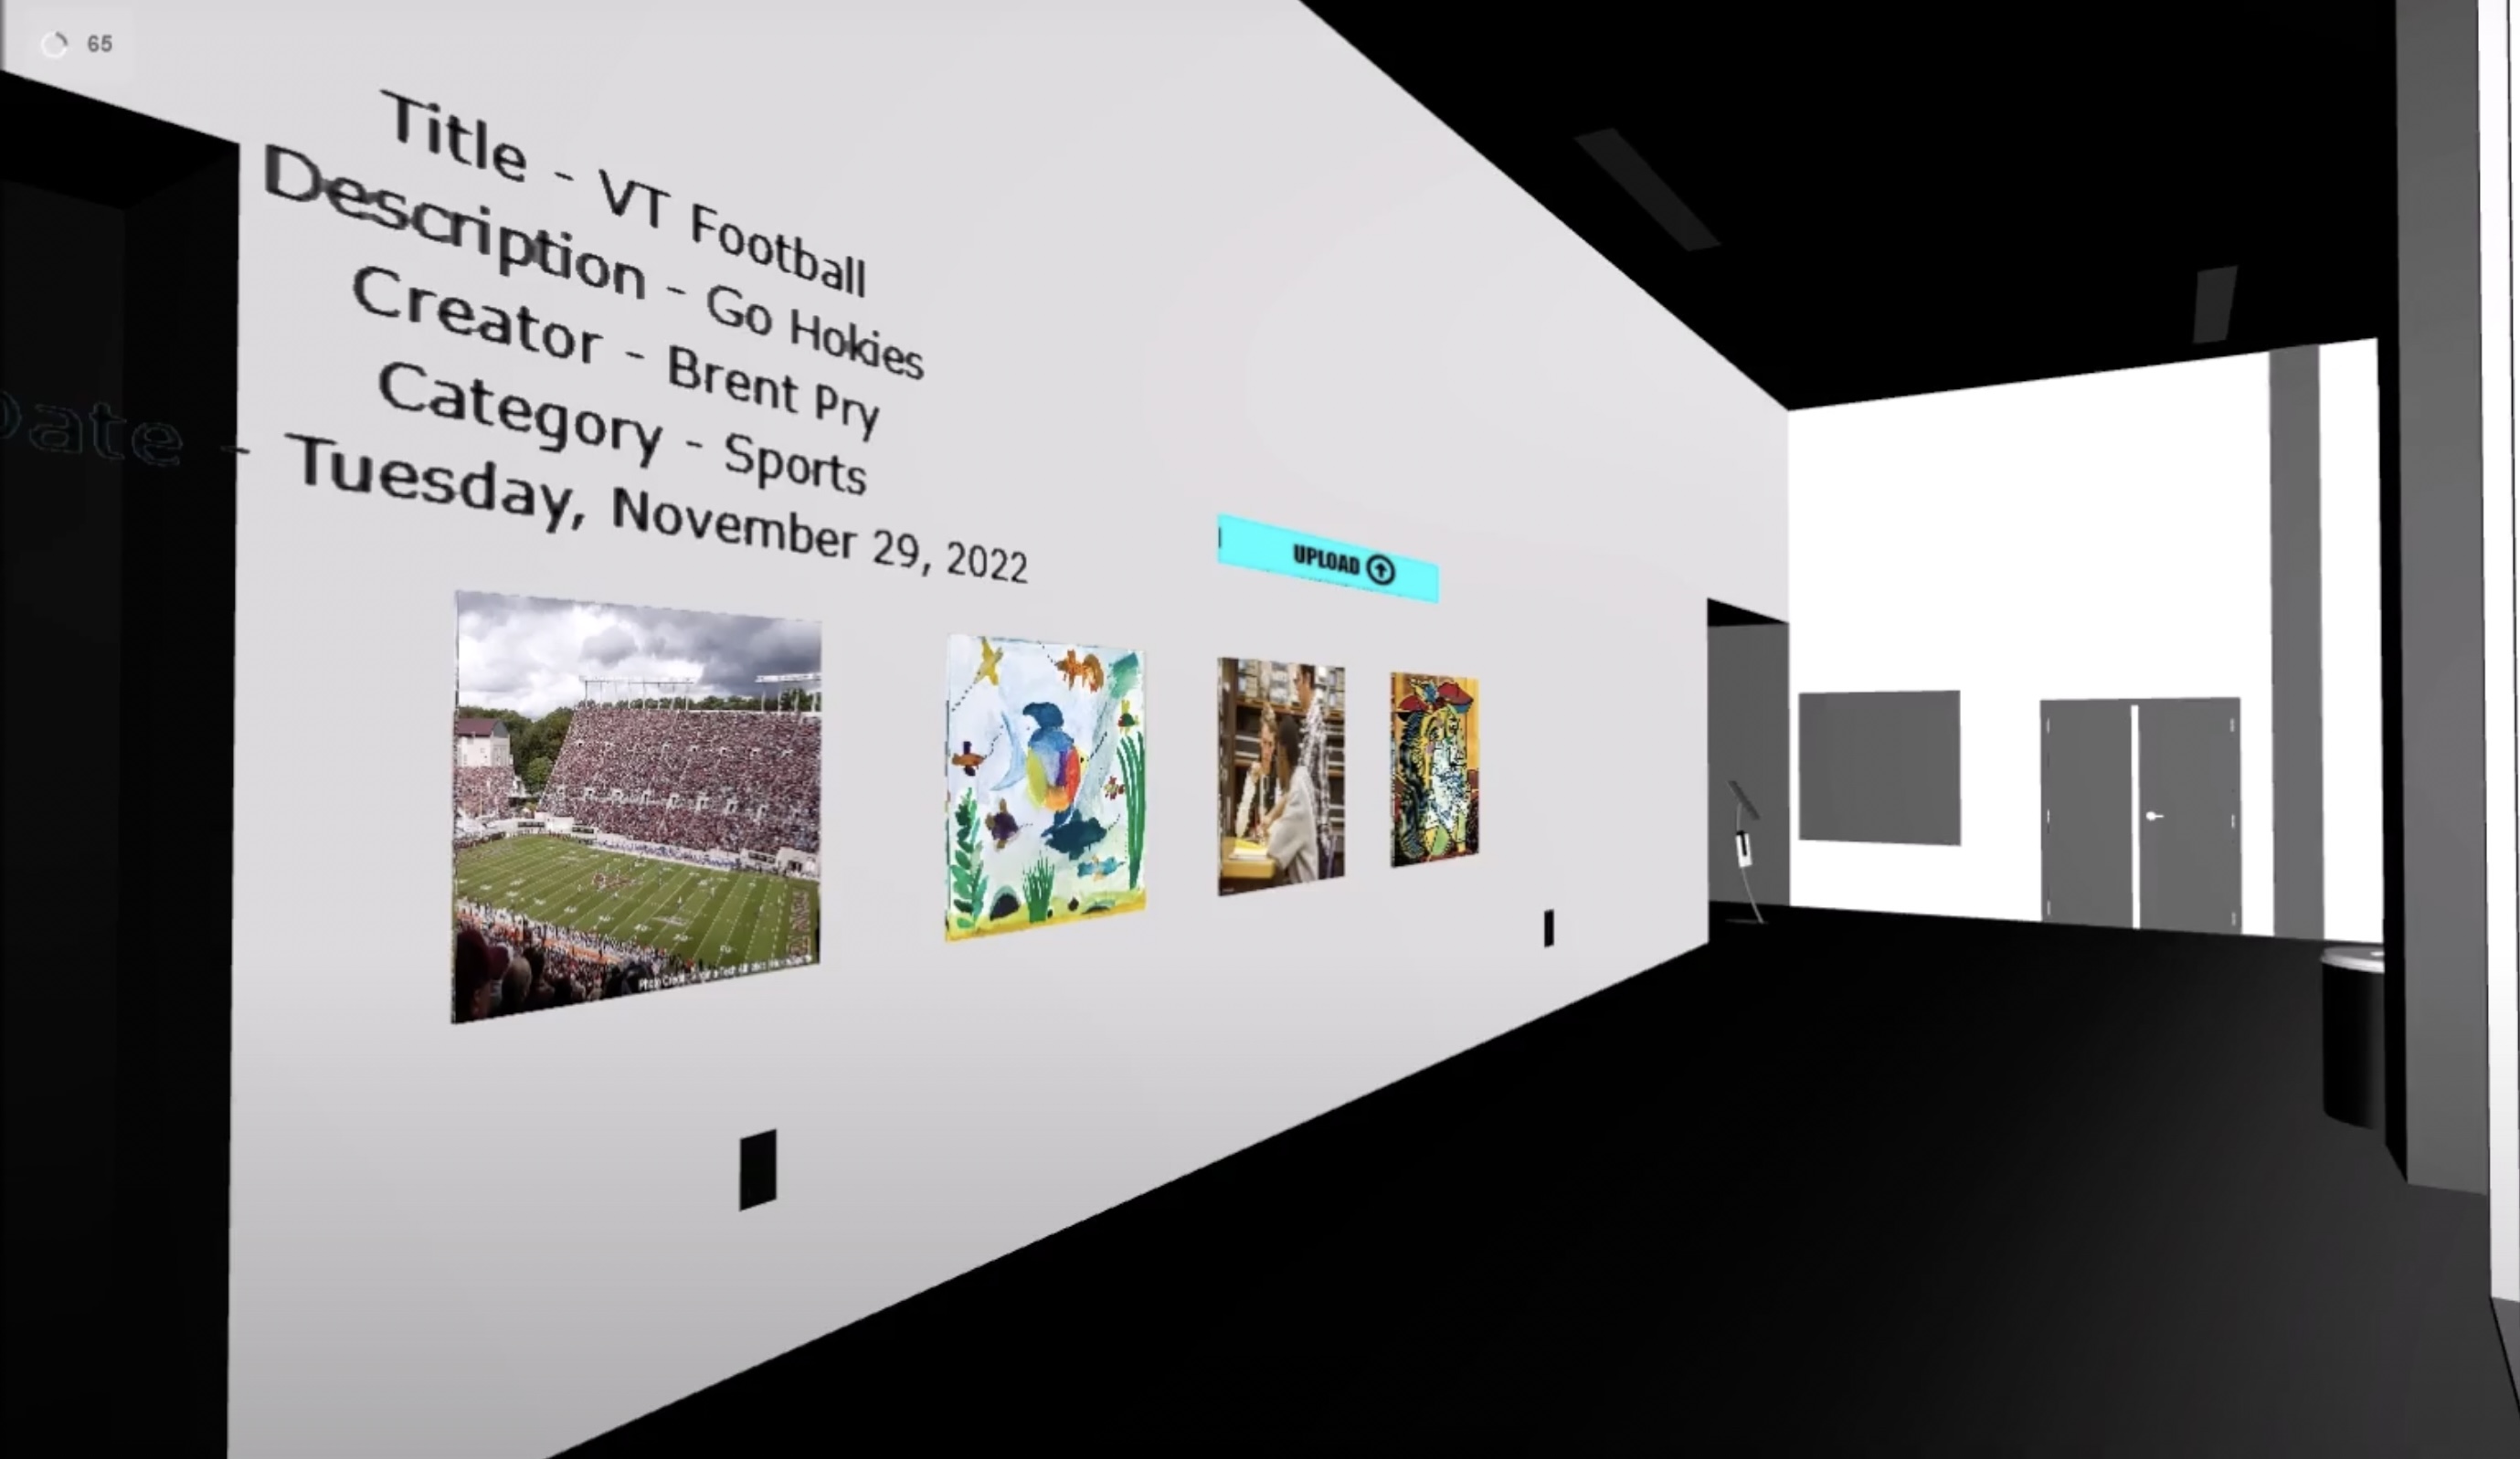 65
Title - VT Football
Description - Go Hokies
Creator - Brent Pry
Category - Sports
Date - Tuesday, November 29, 2022
UPLOAD